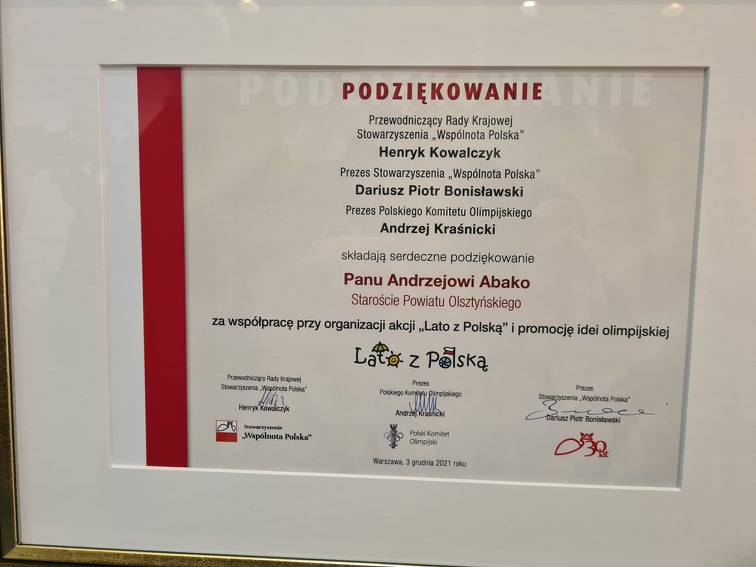 PODZIĘKOWANIE
Przewodniczący Rady Krajowej
Stowarzyszenia „Wspólnota Polska”
Henryk Kowalczyk
Prezes Stowarzyszenia „Wspólnota Polska”
Dariusz Piotr Bonisławski
Prezes Polskiego Komitetu Olimpijskiego
Andrzej Kraśnicki
składają serdeczne podziękowanie
Panu Andrzejowi Abako
Staroście Powiatu Olsztyńskiego
za współpracę przy organizacji akcji „Lato z Polską” i promocję idei olimpijskiej
Lato z Polską
Przewodniczący Rady Krajowej
Stowarzyszenia „Wspólnota Polska”
Henryk Kowalczyk
Prezes
Polskiego Komitetu Olimpijskiego
Andrzej Kraśnicki
Prezes
Stowarzyszenia „Wspólnota Polska”
Dariusz Piotr Bonisławski
Stowarzyszenie
„Wspólnota Polska”
Polski Komitet
Olimpijski
30 lat
Warszawa, 3 grudnia 2021 roku